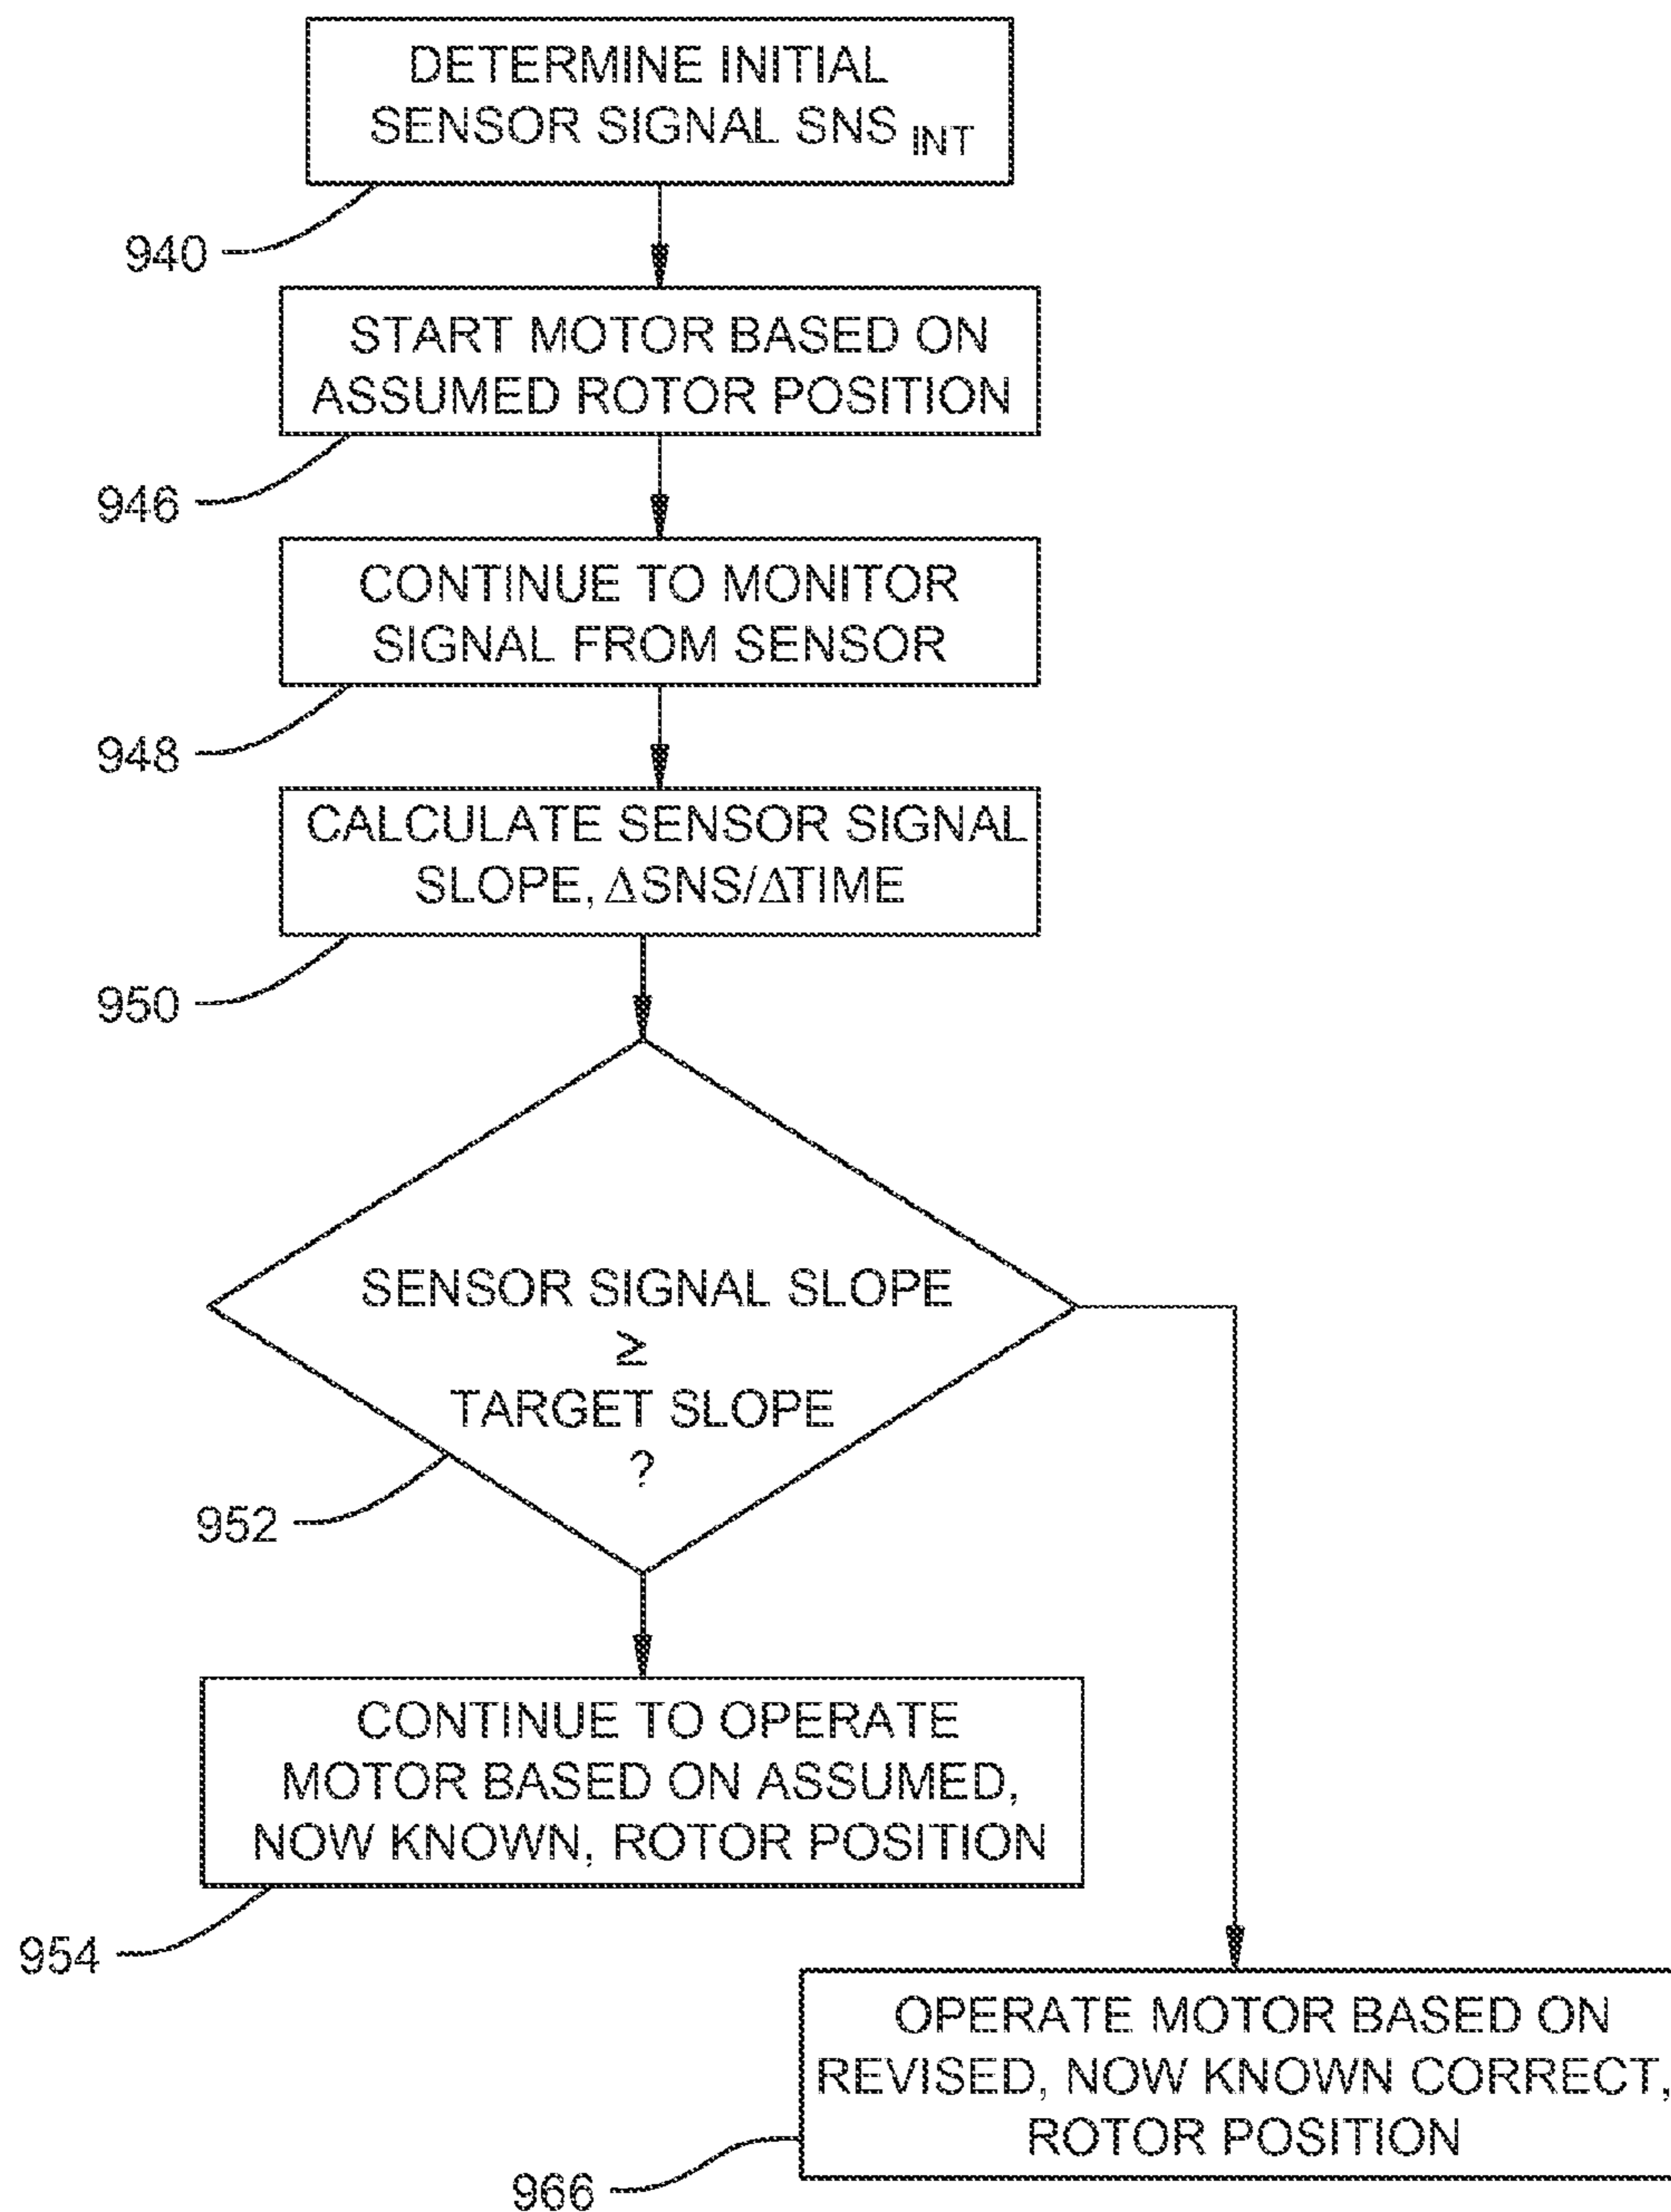 DETERMINE INITIAL
SENSOR SIGNAL SNS INT
940
START MOTOR BASED ON
ASSUMED ROTOR POSITION
946
CONTINUE TO MONITOR
SIGNAL FROM SENSOR
948
CALCULATE SENSOR SIGNAL
SLOPE, ΔSNS/ΔTIME
950
SENSOR SIGNAL SLOPE
≥
TARGET SLOPE
?
952
CONTINUE TO OPERATE
MOTOR BASED ON ASSUMED,
NOW KNOWN, ROTOR POSITION
954
OPERATE MOTOR BASED ON
REVISED, NOW KNOWN CORRECT,
ROTOR POSITION
966